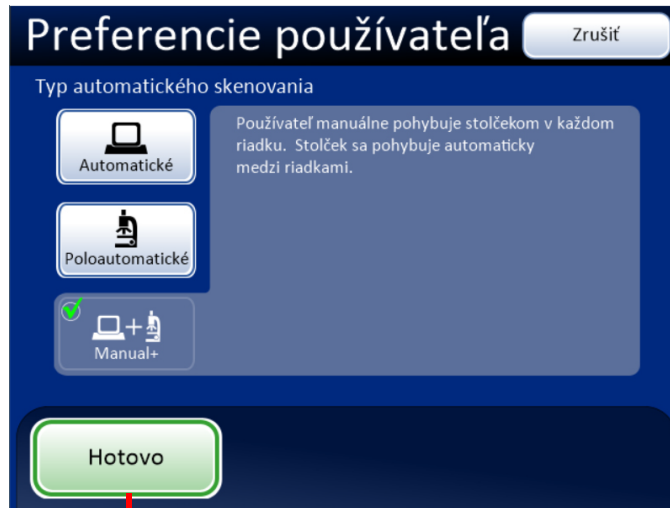 Preferencie používateľa
Zrušiť
Typ automatického skenovania
Automatické
Používateľ manuálne pohybuje stolčekom v každom
riadku. Stolček sa pohybuje automaticky
medzi riadkami.
Poloautomatické
Manual+
Hotovo